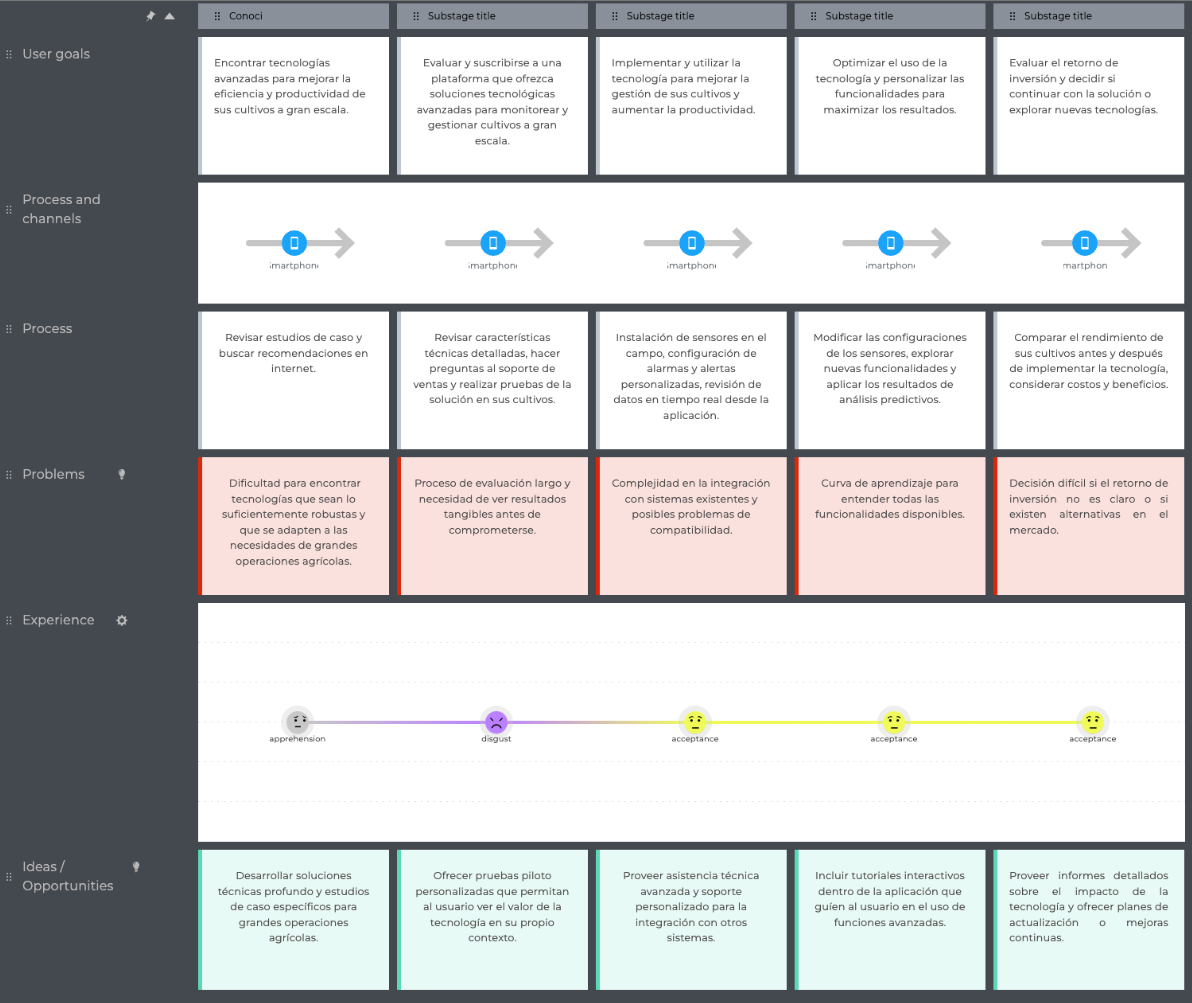 Conoci
Substage title
Substage title
Substage title
Substage title
User goals
Encontrar tecnologías
avanzadas para mejorar la
eficiencia y productividad de
sus cultivos a gran escala.
Evaluar y suscribirse a una
plataforma que ofrezca
soluciones tecnológicas
avanzadas para monitorear y
gestionar cultivos a gran
escala.
Implementar y utilizar la
tecnología para mejorar la
gestión de sus cultivos y
aumentar la productividad.
Optimizar el uso de la
tecnología y personalizar las
funcionalidades para
maximizar los resultados.
Evaluar el retorno de
inversión y decidir si
continuar con la solución o
explorar nuevas tecnologías.
Process and
channels
martphone
martphone
martphone
martphone
martphon
Process
Revisar estudios de caso y
buscar recomendaciones en
internet.
Revisar características
técnicas detalladas, hacer
preguntas al soporte de
ventas y realizar pruebas de la
solución en sus cultivos.
Instalación de sensores en el
campo, configuración de
alarmas y alertas
personalizadas, revisión de
datos en tiempo real desde la
aplicación.
Modificar las configuraciones
de los sensores, explorar
nuevas funcionalidades y
aplicar los resultados de
análisis predictivos.
Comparar el rendimiento de
sus cultivos antes y después
de implementar la tecnología,
considerar costos y beneficios.
Problems
Dificultad para encontrar
tecnologías que sean lo
suficientemente robustas y
que se adapten a las
necesidades de grandes
operaciones agrícolas.
Proceso de evaluación largo y
necesidad de ver resultados
tangibles antes de
comprometerse.
Complejidad en la integración
con sistemas existentes y
posibles problemas de
compatibilidad.
Curva de aprendizaje para
entender todas las
funcionalidades disponibles.
Decisión difícil si el retorno de
inversión no es claro o si
existen alternativas en el
mercado.
Experience
apprehension
disgust
acceptance
acceptance
acceptance
Ideas /
Opportunities
Desarrollar soluciones
técnicas profundo y estudios
de caso específicos para
grandes operaciones
agrícolas.
Ofrecer pruebas piloto
personalizadas que permitan
al usuario ver el valor de la
tecnología en su propio
contexto.
Proveer asistencia técnica
avanzada y soporte
personalizado para la
integración con otros
sistemas.
Incluir tutoriales interactivos
dentro de la aplicación que
guíen al usuario en el uso de
funciones avanzadas.
Proveer informes detallados
sobre el impacto de la
tecnología y ofrecer planes de
actualización o mejoras
continuas.